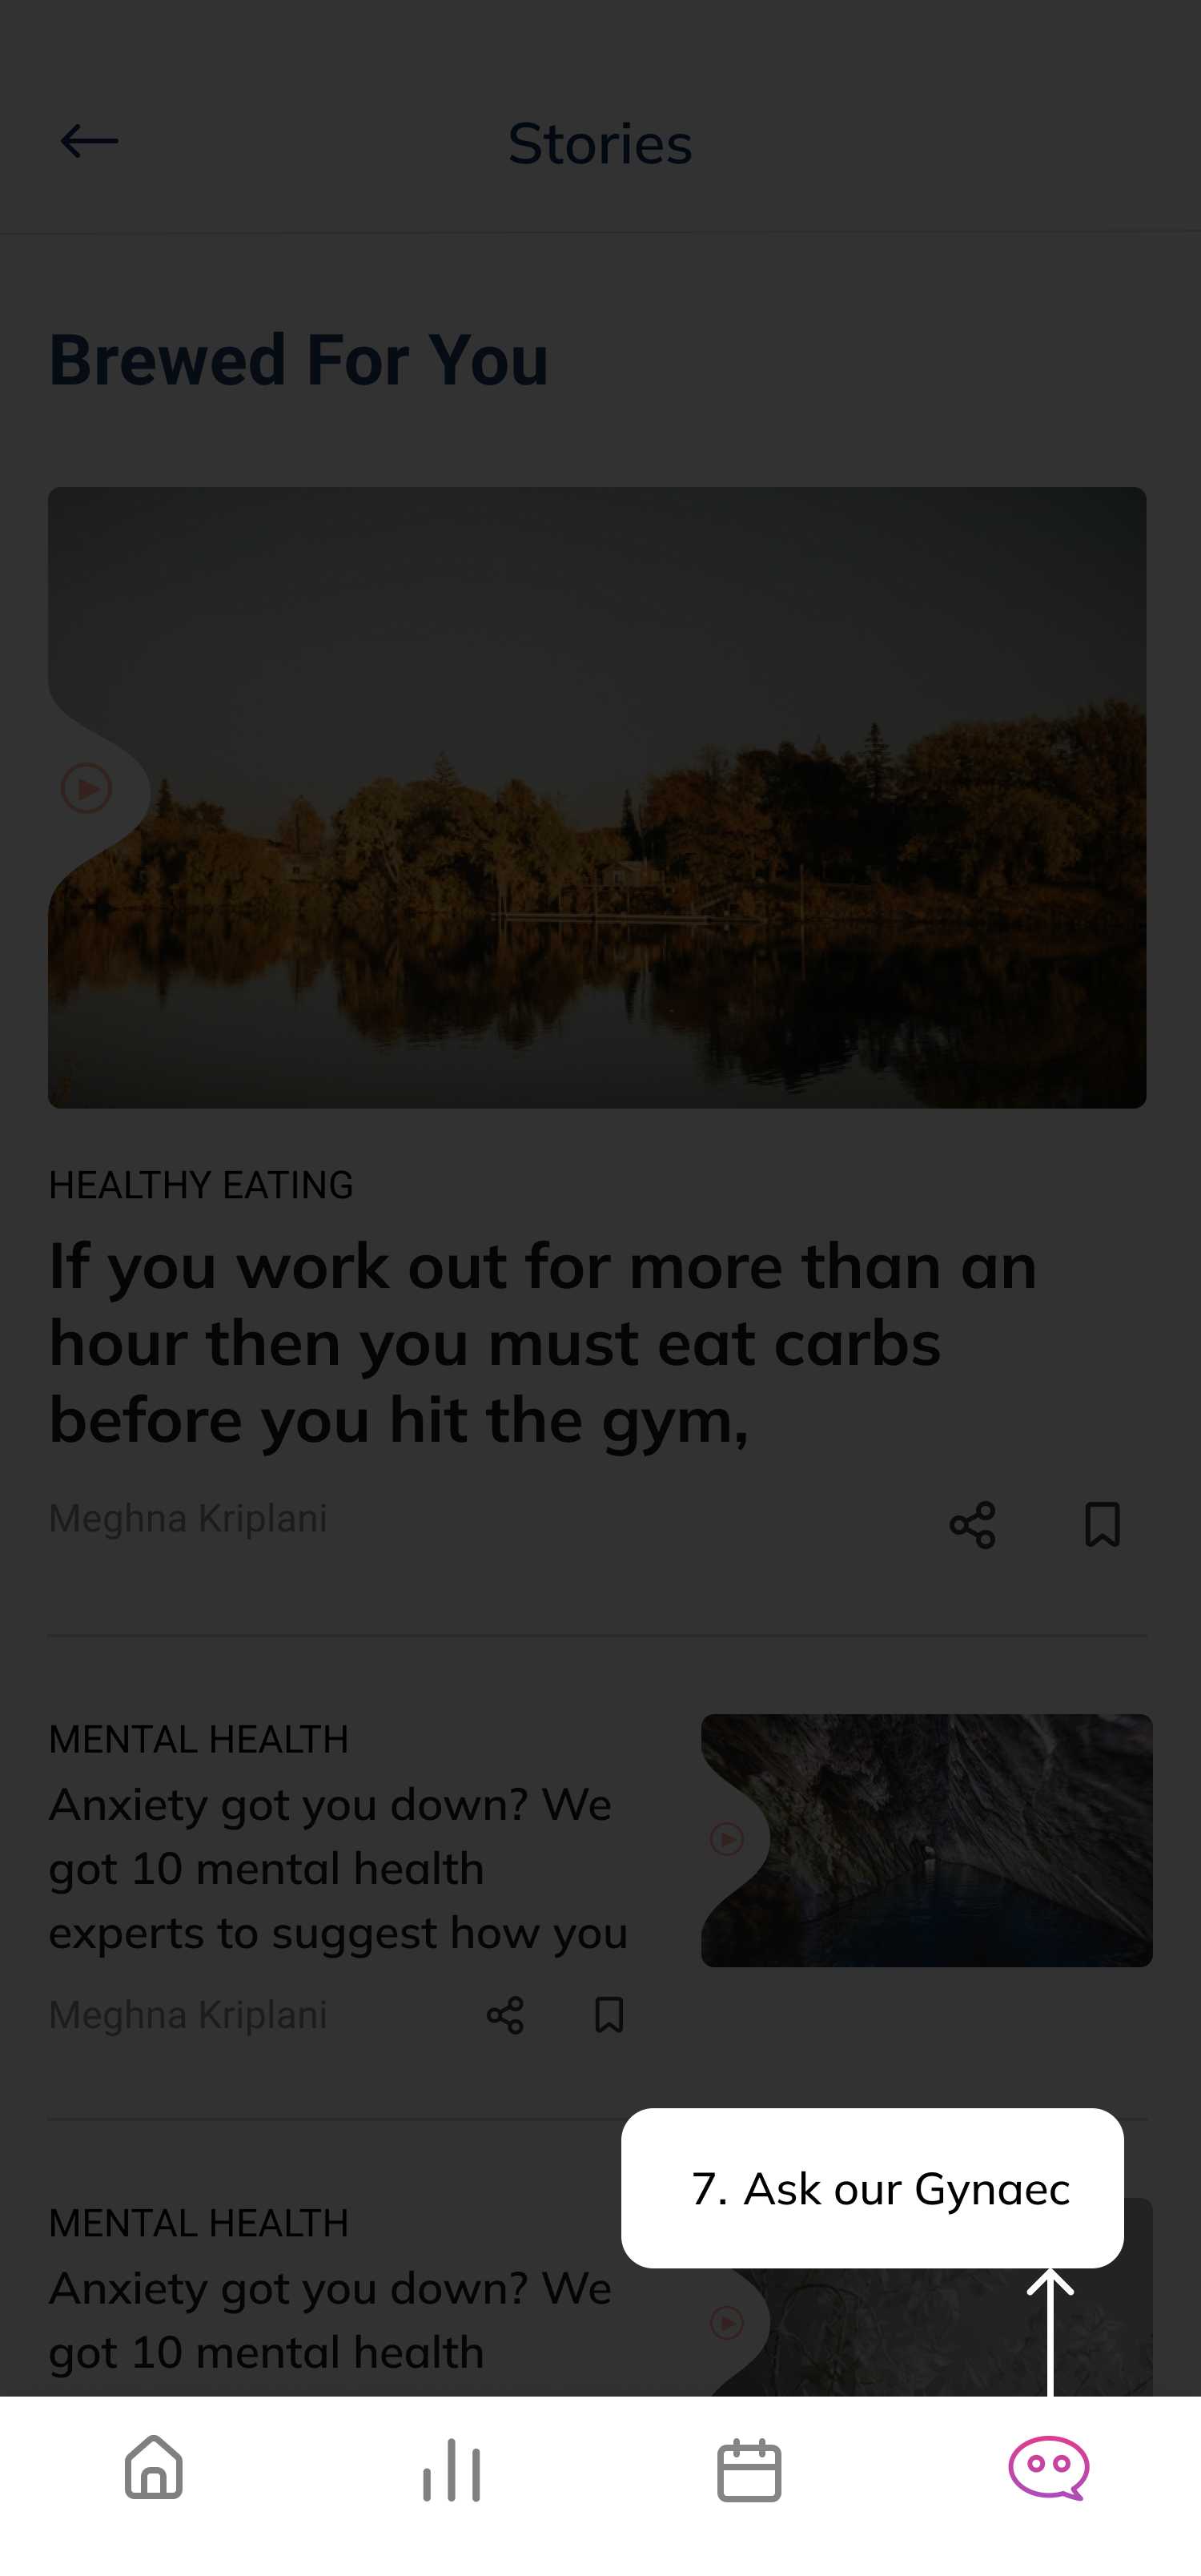 Stories
Brewed For You
HEALTHY EATING
If you work out for more than an
hour then you must eat carbs
before you hit the gym,
Meghna Kriplani
MENTAL HEALTH
Anxiety got you down? We
got 10 mental health
experts to suggest how you
Meghna Kriplani
7. Ask our Gynaec
MENTAL HEALTH
Anxiety got you down? We
got 10 mental health